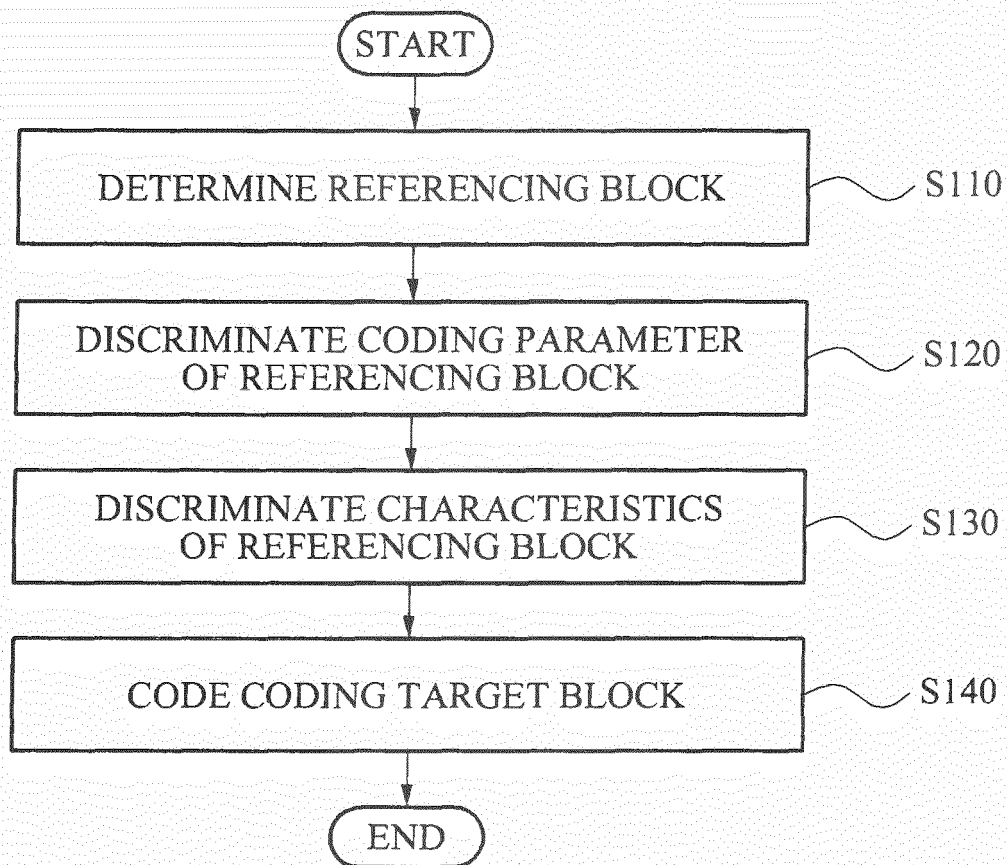 START
DETERMINE REFERENCING BLOCK
S110
DISCRIMINATE CODING PARAMETER
OF REFERENCING BLOCK
S120
DISCRIMINATE CHARACTERISTICS
OF REFERENCING BLOCK
S130
CODE CODING TARGET BLOCK
S140
END